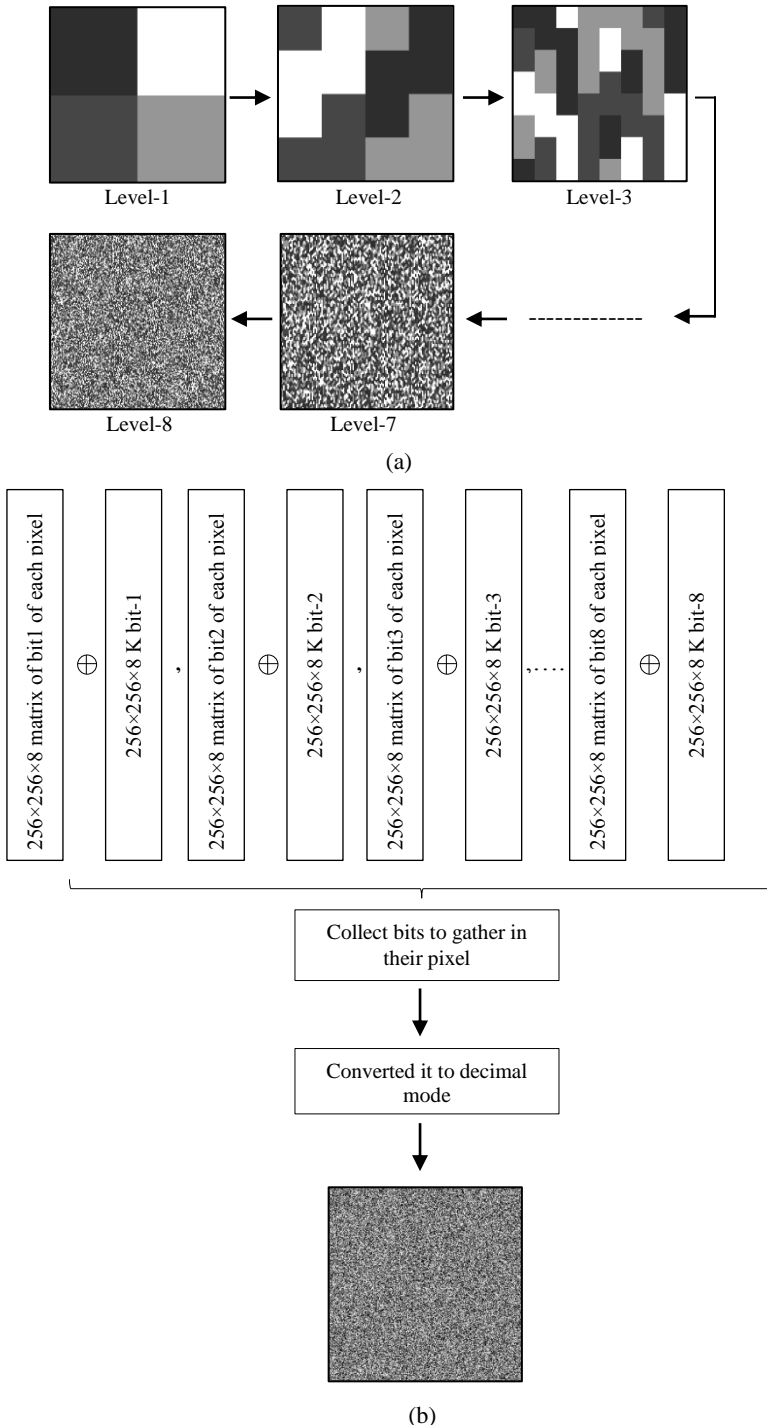 Level-1
Level-2
Level-3
Level-8
Level-7
(a)
256×256×8 matrix of bit1 of each pixel
⊕
256×256×8 K bit-1
,
256×256×8 matrix of bit2 of each pixel
⊕
256×256×8 K bit-2
,
256×256×8 matrix of bit3 of each pixel
⊕
256×256×8 K bit-3
,....
256×256×8 matrix of bit8 of each pixel
⊕
256×256×8 K bit-8
Collect bits to gather in
their pixel
Converted it to decimal
mode
(b)